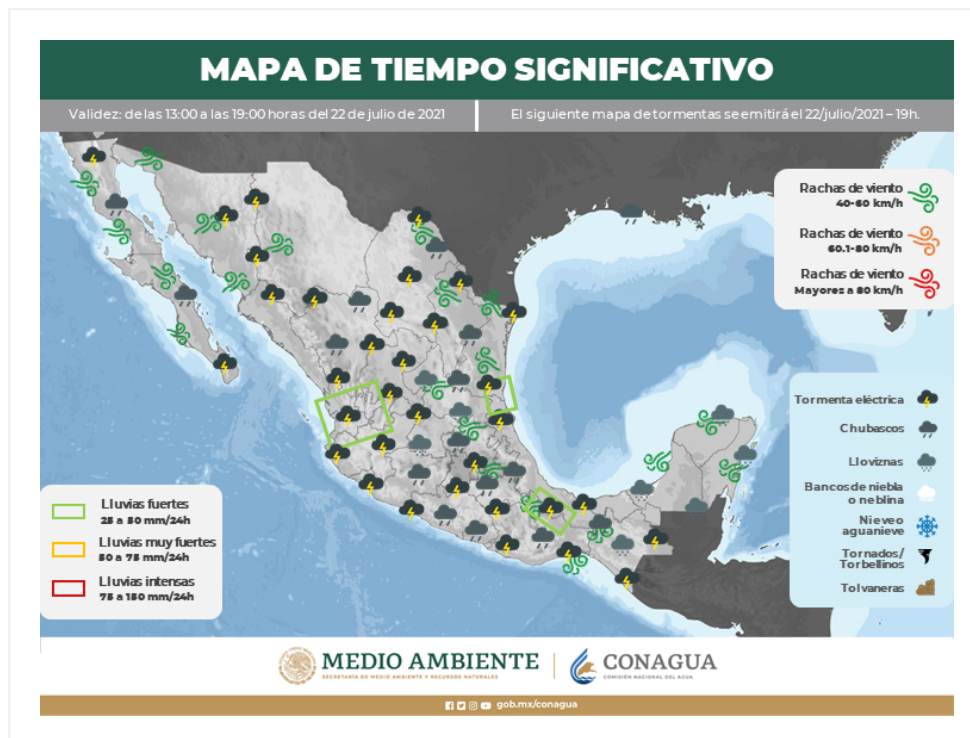 MAPA DE TIEMPO SIGNIFICATIVO
Validez: de las 13:00 a las 19:00 horas del 22 de julio de 2021
El siguiente mapa de tormentas se emitirá el 22/julio/2021 – 19h.
Rachas de viento
40-60 km/h
Rachas de viento
60.1-80 km/h
Rachas de viento
Mayores a 80 km/h
Tormenta eléctrica
Chubascos
Lloviznas
Bancos de niebla
o neblina
Nieve o
aguanieve
Tornados/
Torbellinos
Tolvaneras
Lluvias fuertes
25 a 50 mm/24h
Lluvias muy fuertes
50 a 75 mm/24h
Lluvias intensas
75 a 150 mm/24h
MEDIO AMBIENTE
SECRETARÍA DE MEDIO AMBIENTE Y RECURSOS NATURALES
CONAGUA
COMISIÓN NACIONAL DEL AGUA
gob.mx/conagua